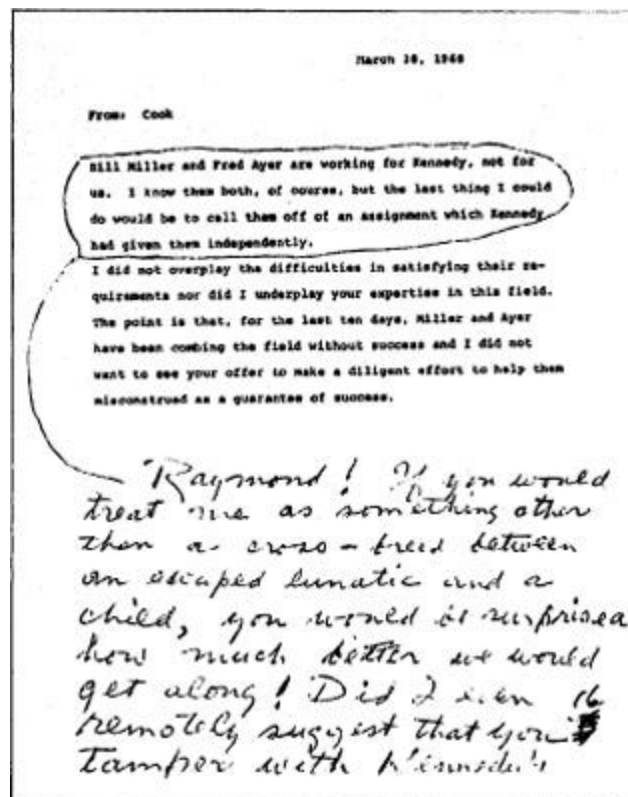 March 18, 1968
From: Cook
Bill Miller and Fred Ayer are working for Kennedy, not for
us. I know them both, of course, but the last thing I could
do would be to call them off of an assignment which Kennedy
had given them independently.
I did not overplay the difficulties in satisfying their re-
quirements nor did I underplay your expertise in this field.
The point is that, for the last ten days, Miller and Ayer
have been combing the field without success and I did not
want to see your offer to make a diligent effort to help them
misconstrued as a guarantee of success.
Raymond! If you would
treat me as something other
than a cross-breed between
an escaped lunatic and a
child, you would be surprised
how much better we would
get along! Did I even
remotely suggest that you
tamper with Kennedy's